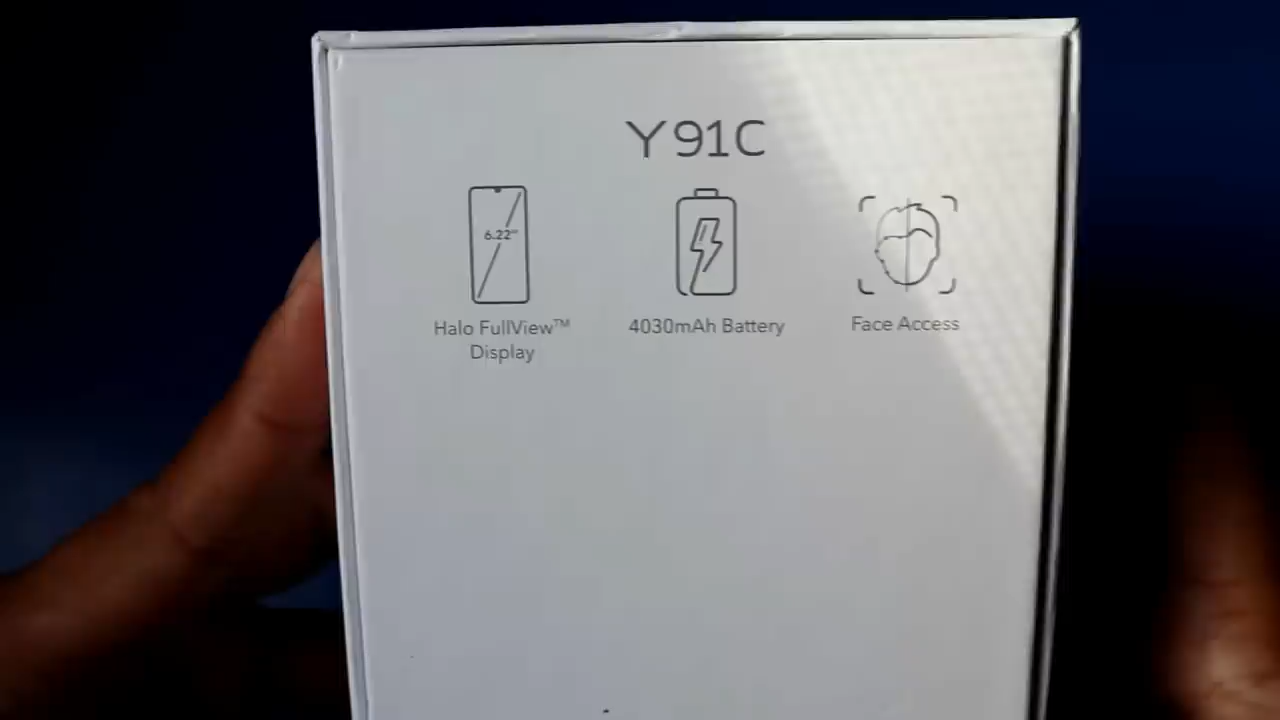 Y91C
6.22"
Halo FullView™
Display
4030mAh Battery
Face Access